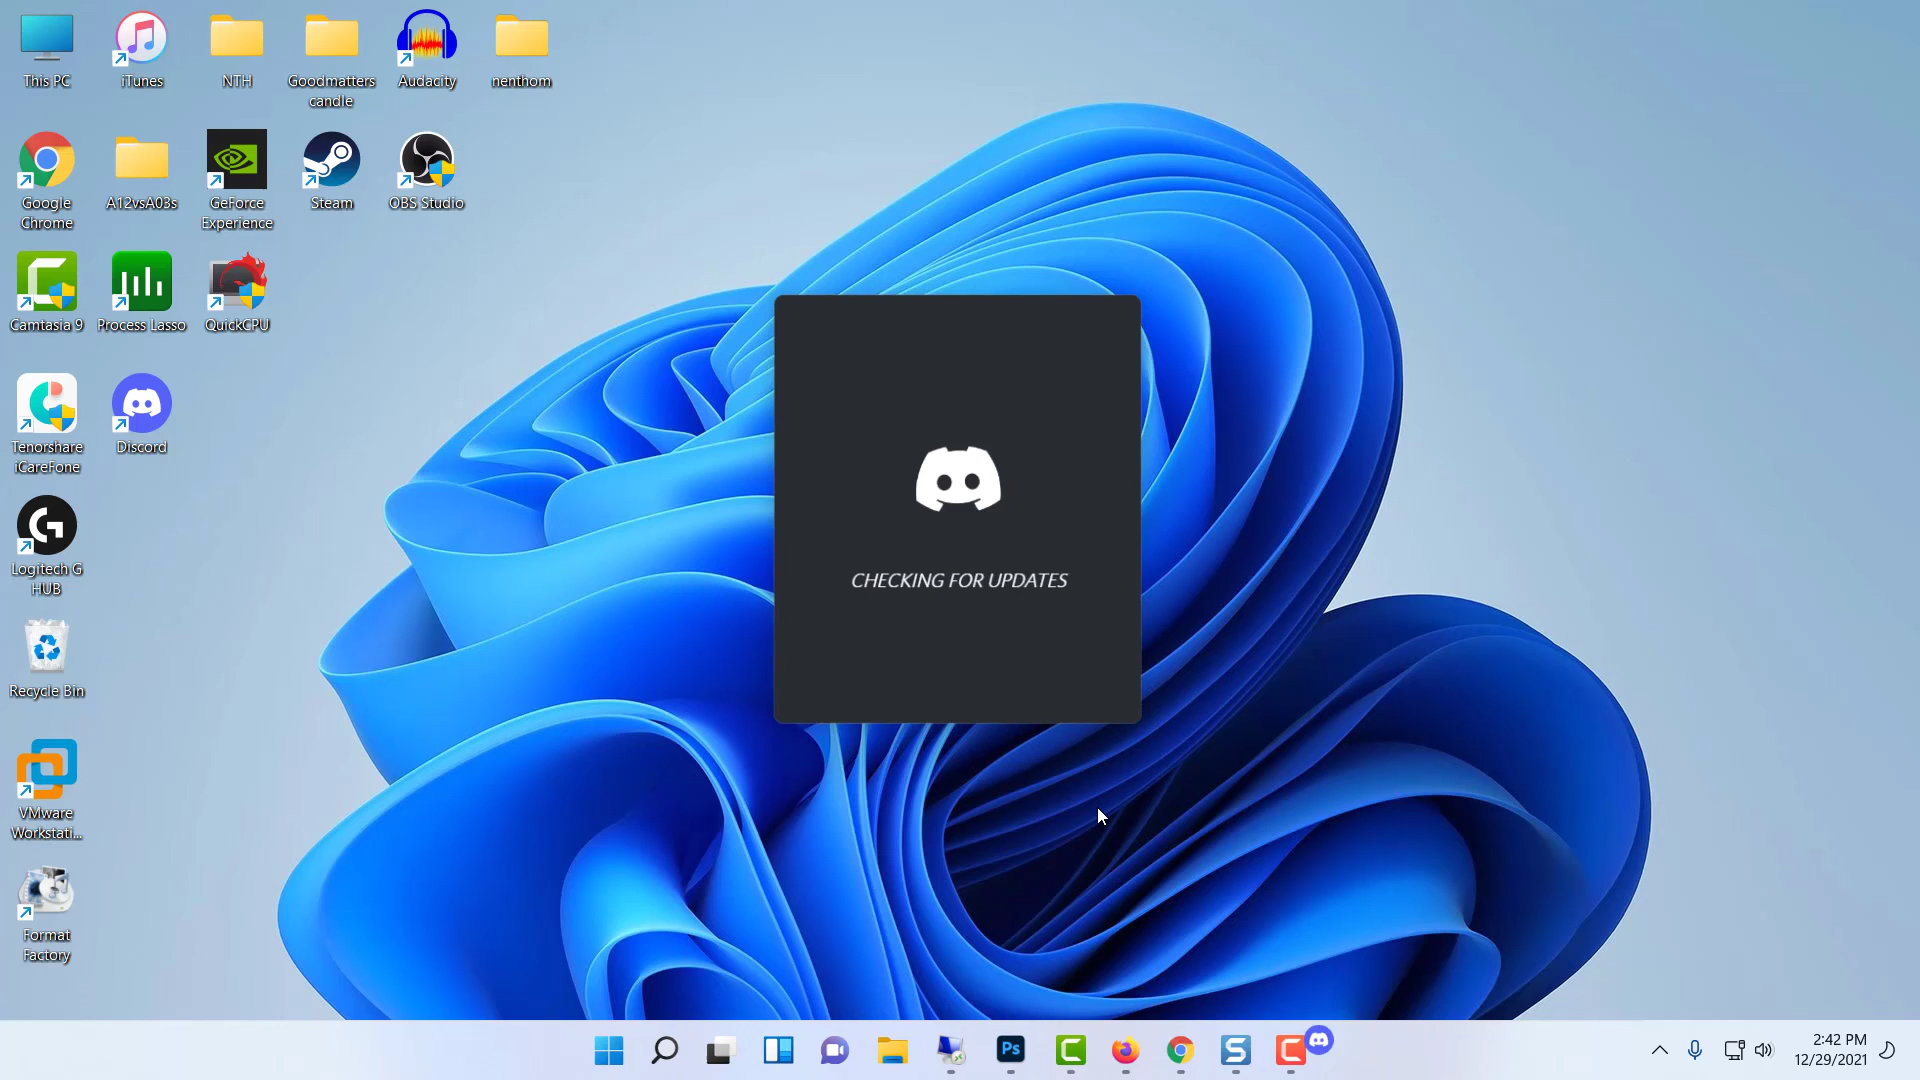 This PC
iTunes
NTH
Goodmatters
candle
Audacity
nenthom
Google
Chrome
A12vsA03s
GeForce
Experience
Steam
OBS Studio
Camtasia 9
Process Lasso
QuickCPU
Tenorshare
iCareFone
Discord
Logitech G
HUB
Recycle Bin
VMware
Workstati...
Format
Factory
CHECKING FOR UPDATES
Ps
2:42 PM
12/29/2021